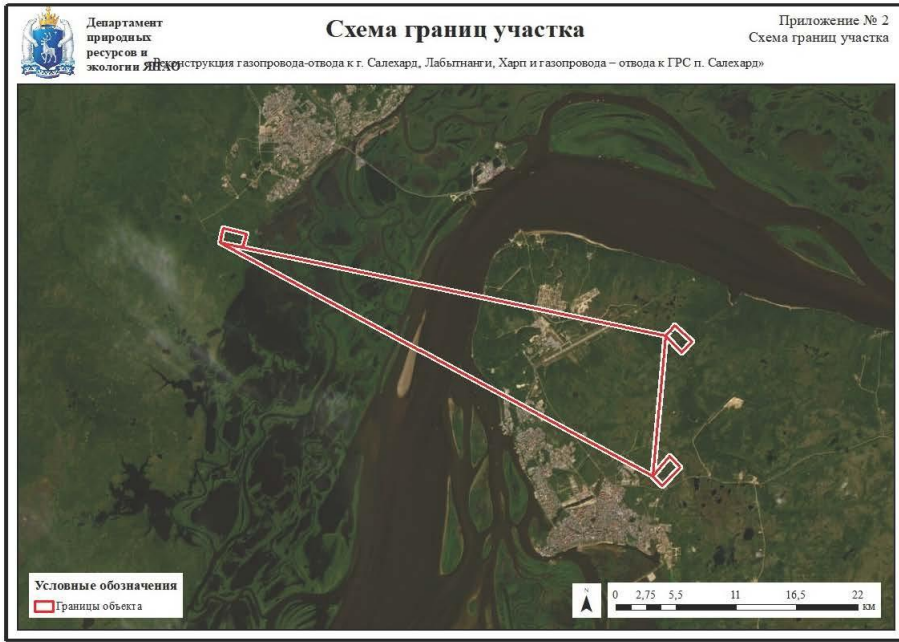 Департамент
природных
ресурсов и
экологии ЯНАО
Схема границ участка
Приложение № 2
Схема границ участка
«Реконструкция газопровода-отвода к г. Салехард, Лабытнанги, Харп и газопровода – отвода к ГРС п. Салехард»
Условные обозначения
Границы объекта
N
0 2,75 5,5 11 16,5 22
км